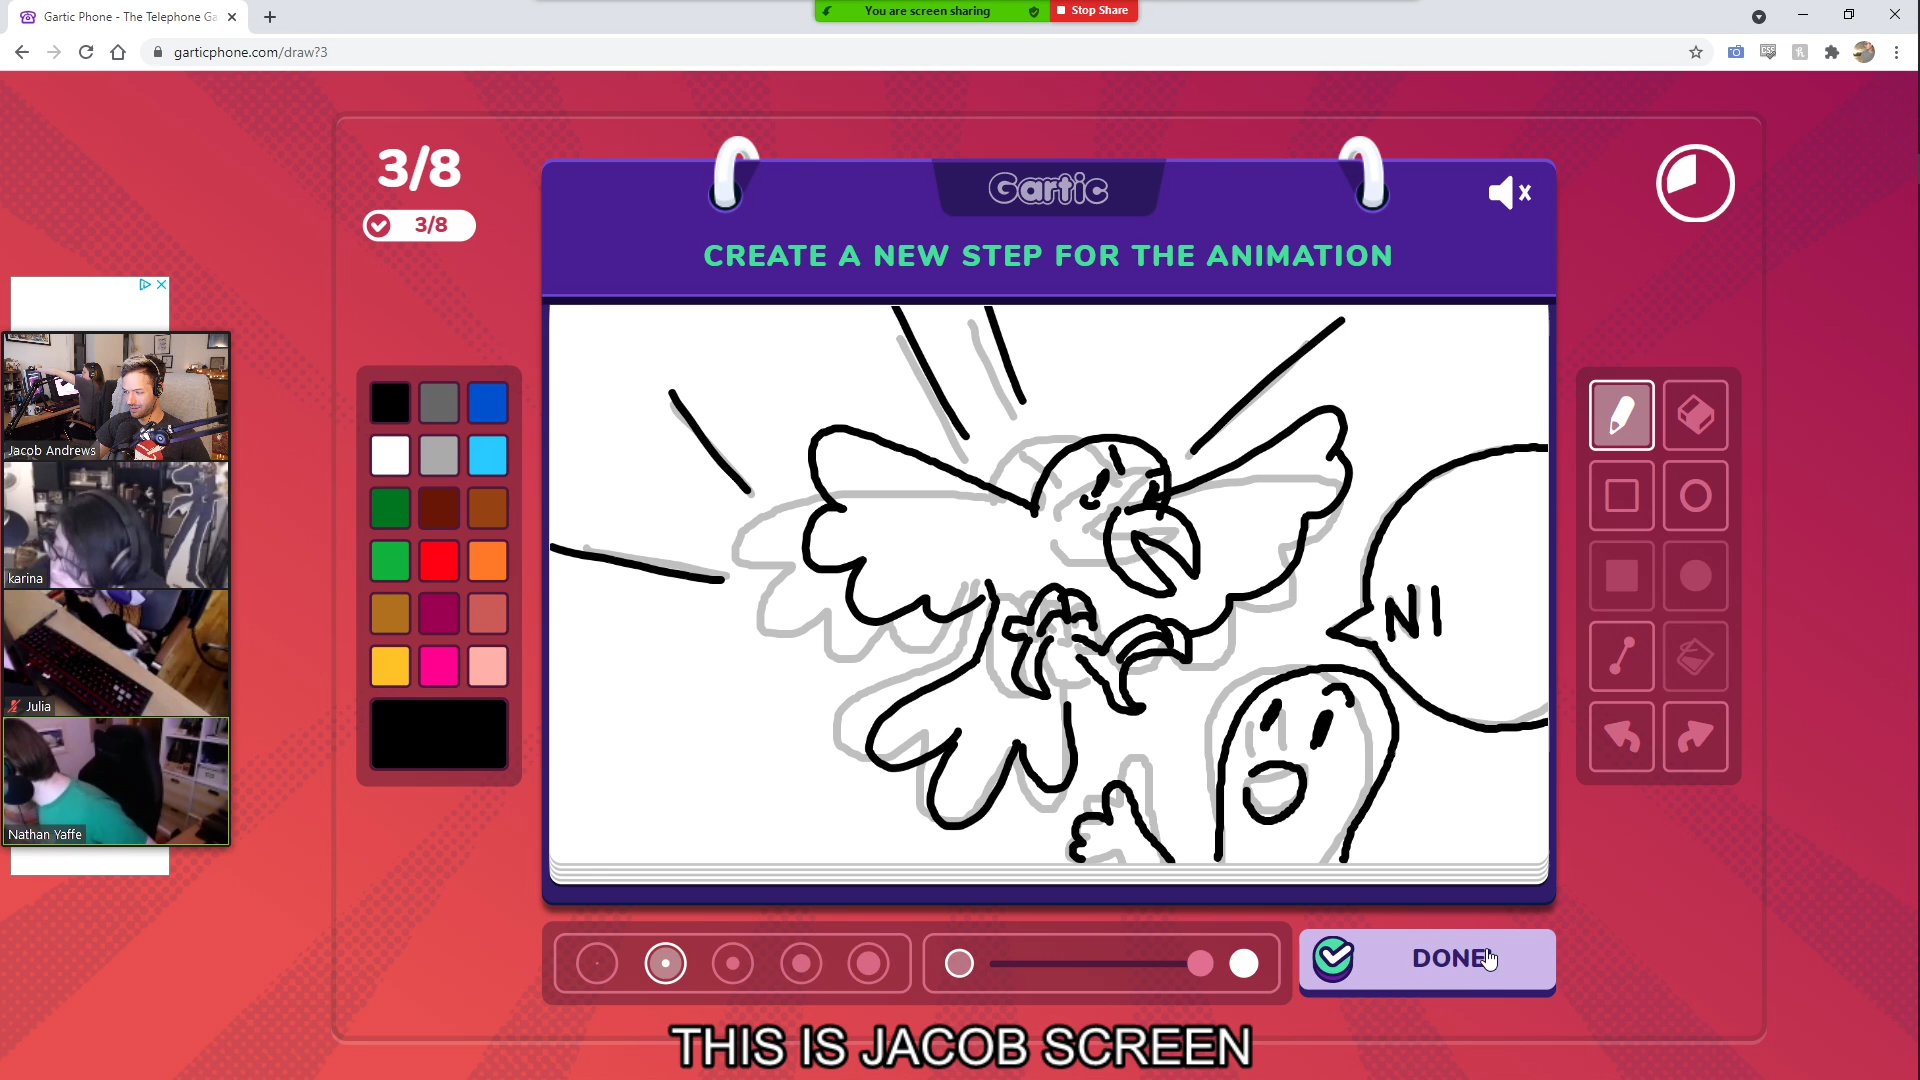 Gartic Phone - The Telephone Ga
You are screen sharing
Stop Share
garticphone.com/draw?3
3/8
3/8
Gartic
CREATE A NEW STEP FOR THE ANIMATION
NI
Jacob Andrews
karina
Julia
Nathan Yaffe
DONE
THIS IS JACOB SCREEN